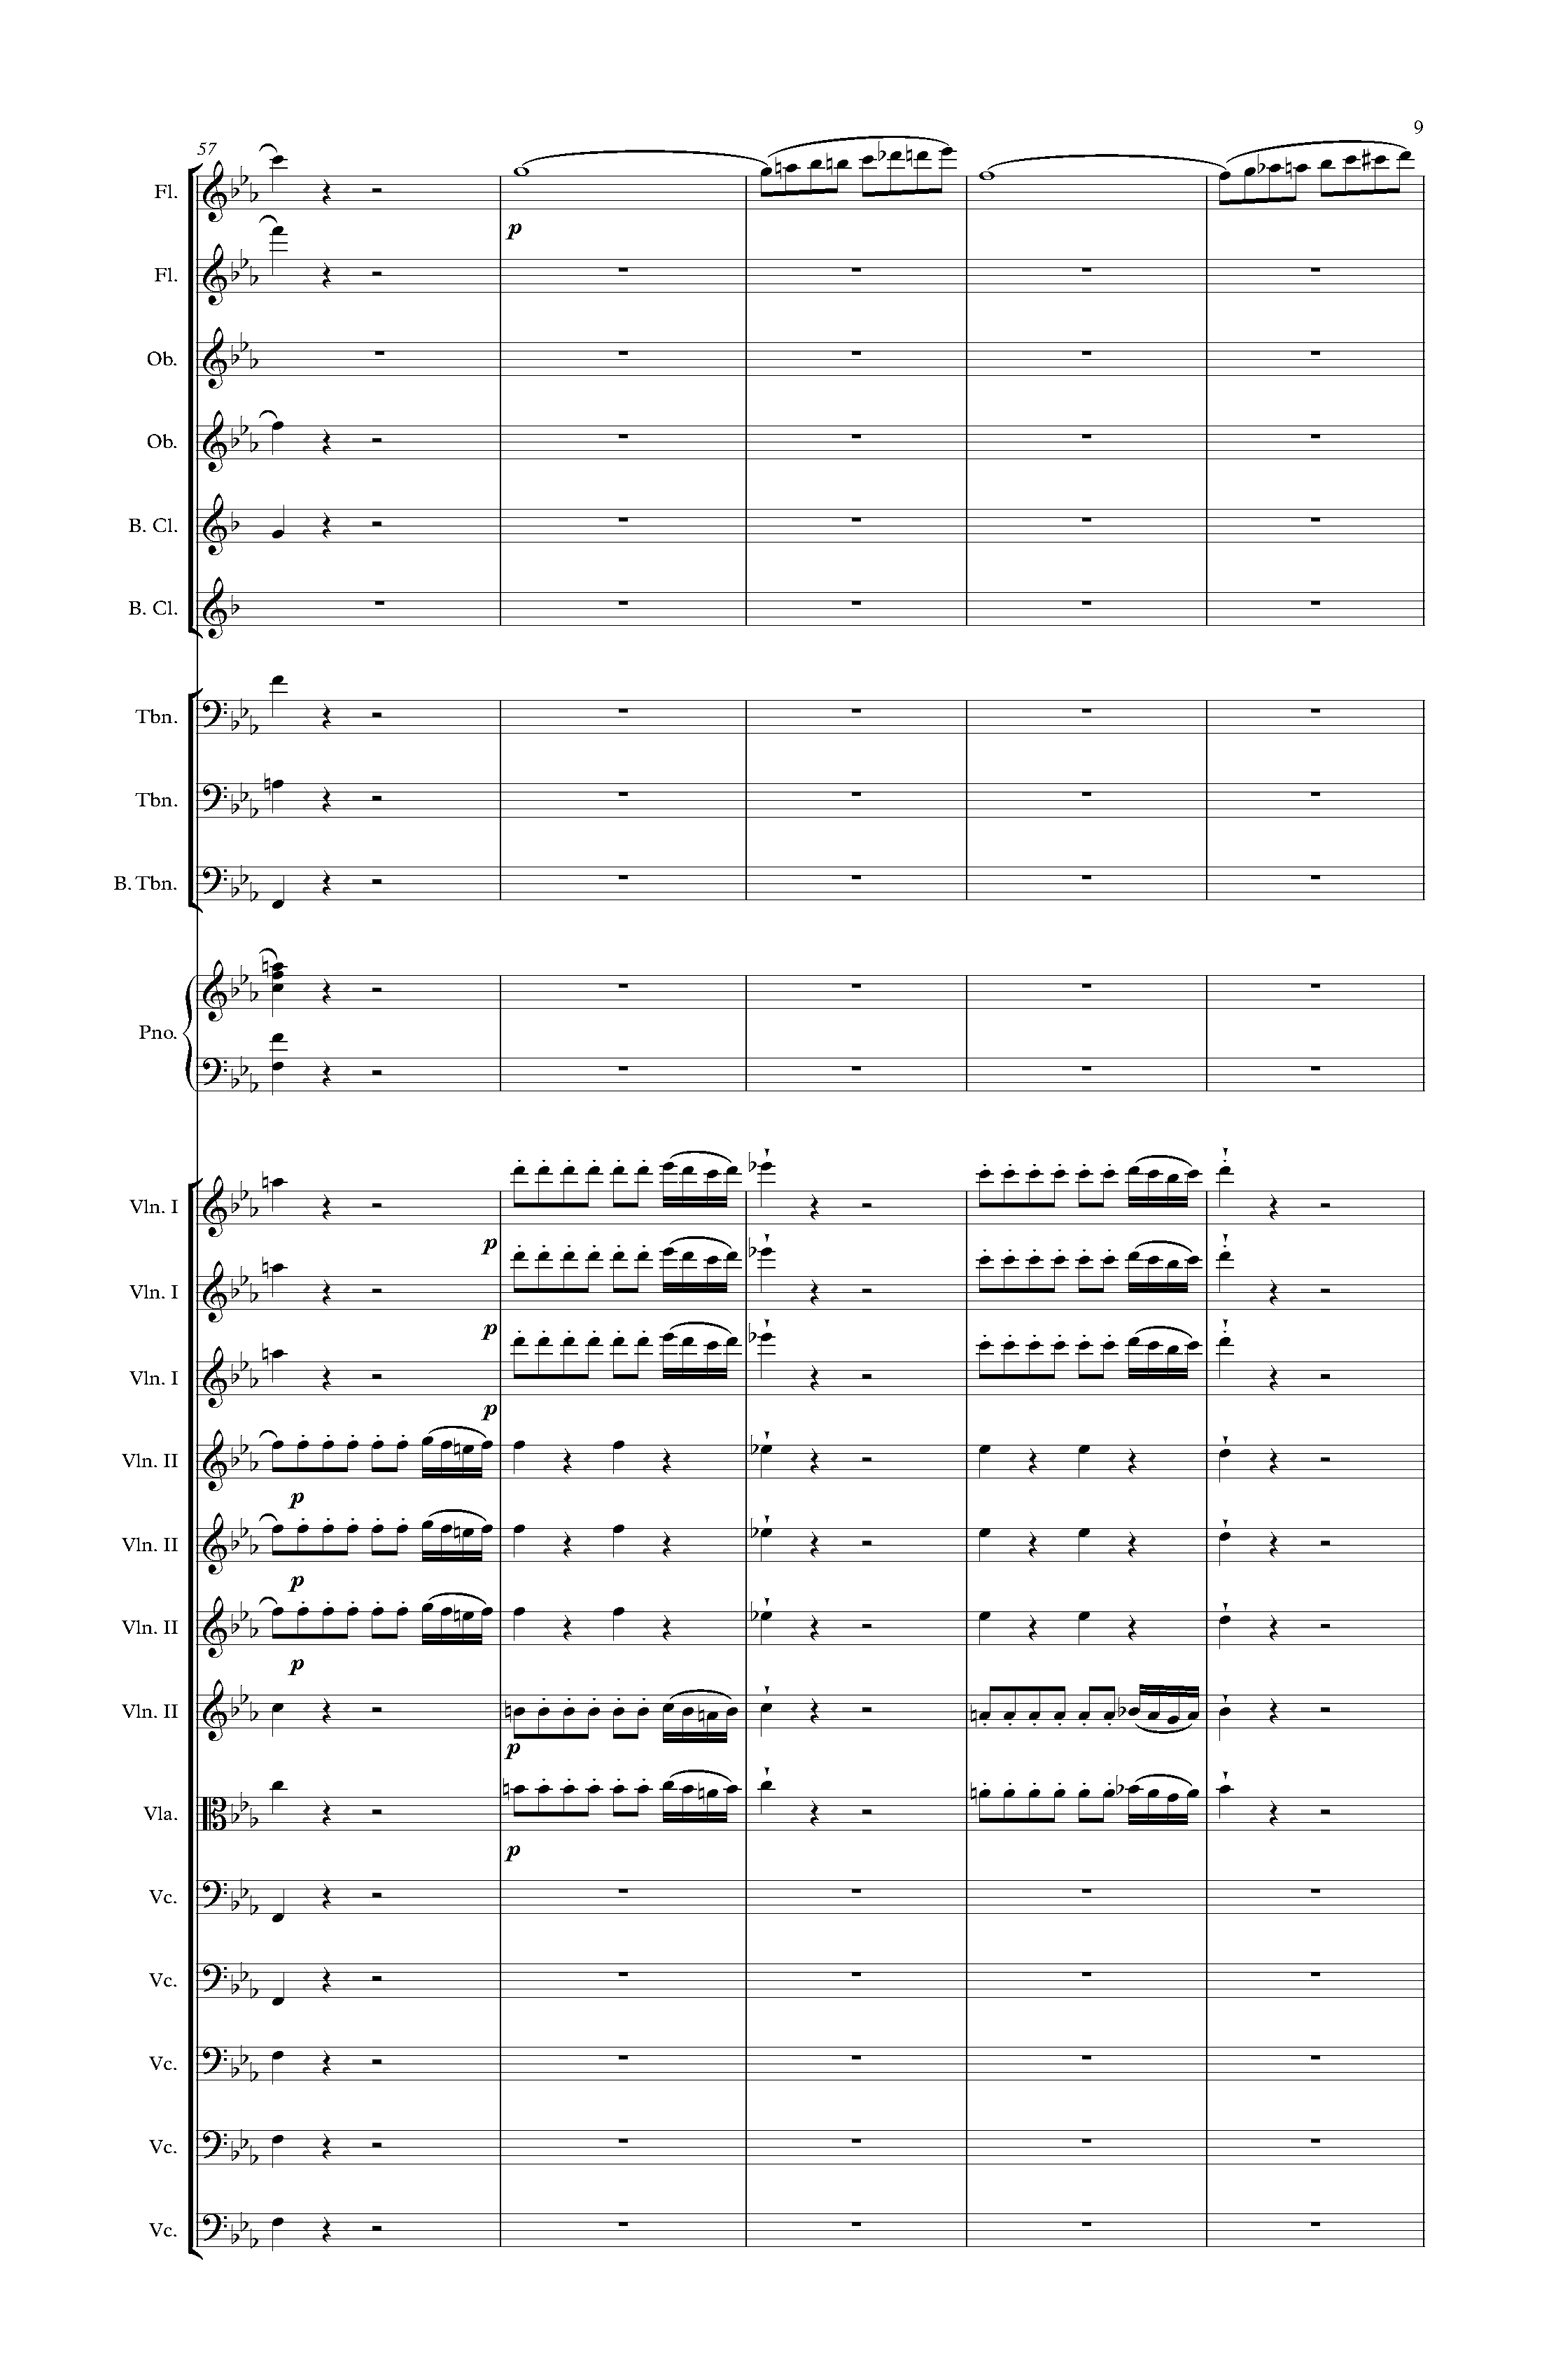 9
57
Fl.
p
Fl.
Ob.
Ob.
B. Cl.
B. Cl.
Tbn.
Tbn.
B. Tbn.
Pno.
Vln. I
p
Vln. I
p
Vln. I
p
Vln. II
p
Vln. II
p
Vln. II
p
Vln. II
p
Vla.
p
Vc.
Vc.
Vc.
Vc.
Vc.